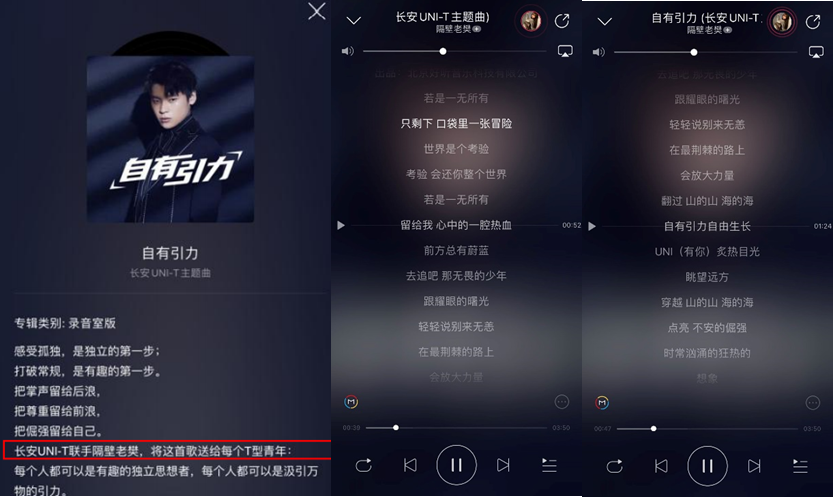 自有引力
自有引力
长安UNI-T主题曲
专辑类别: 录音室版
感受孤独，是独立的第一步；
打破常规，是有趣的第一步。
把掌声留给后浪，
把尊重留给前浪，
把倔强留给自己。
长安UNI-T联手隔壁老樊，将这首歌送给每个T型青年：
每个人都可以是有趣的独立思想者，每个人都可以是汲引万
物的引力。
长安UNI-T主题曲)
隔壁老樊
若是一无所有
只剩下 口袋里一张冒险
世界是个考验
考验 会还你整个世界
若是一无所有
留给我 心中的一腔热血
00:52
前方总有蔚蓝
去追吧 那无畏的少年
跟耀眼的曙光
轻轻说别来无恙
在最荆棘的路上
会放大力量
00:39
03:50
自有引力 (长安UNI-T
隔壁老樊
去追吧 那无畏的少年
跟耀眼的曙光
轻轻说别来无恙
在最荆棘的路上
会放大力量
翻过 山的山 海的海
自有引力自由生长
01:24
UNI（有你）炙热目光
眺望远方
穿越 山的山 海的海
点亮 不安的倔强
时常汹涌的狂热的
想象
00:47
03:50